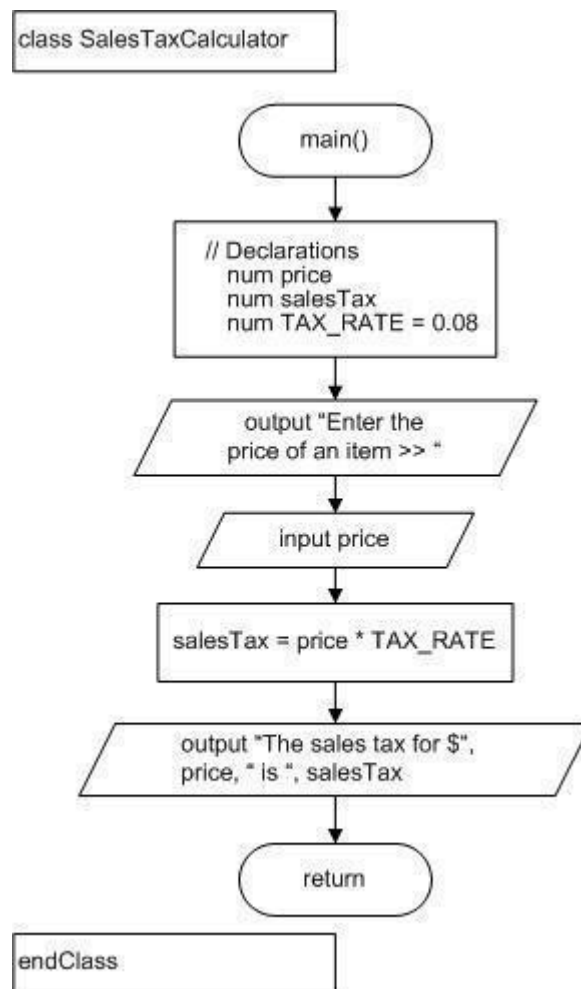 class SalesTaxCalculator
main()
// Declarations
num price
num salesTax
num TAX_RATE = 0.08
output "Enter the
price of an item >> “
input price
salesTax = price * TAX_RATE
output "The sales tax for $",
price, “ is “, salesTax
return
endClass